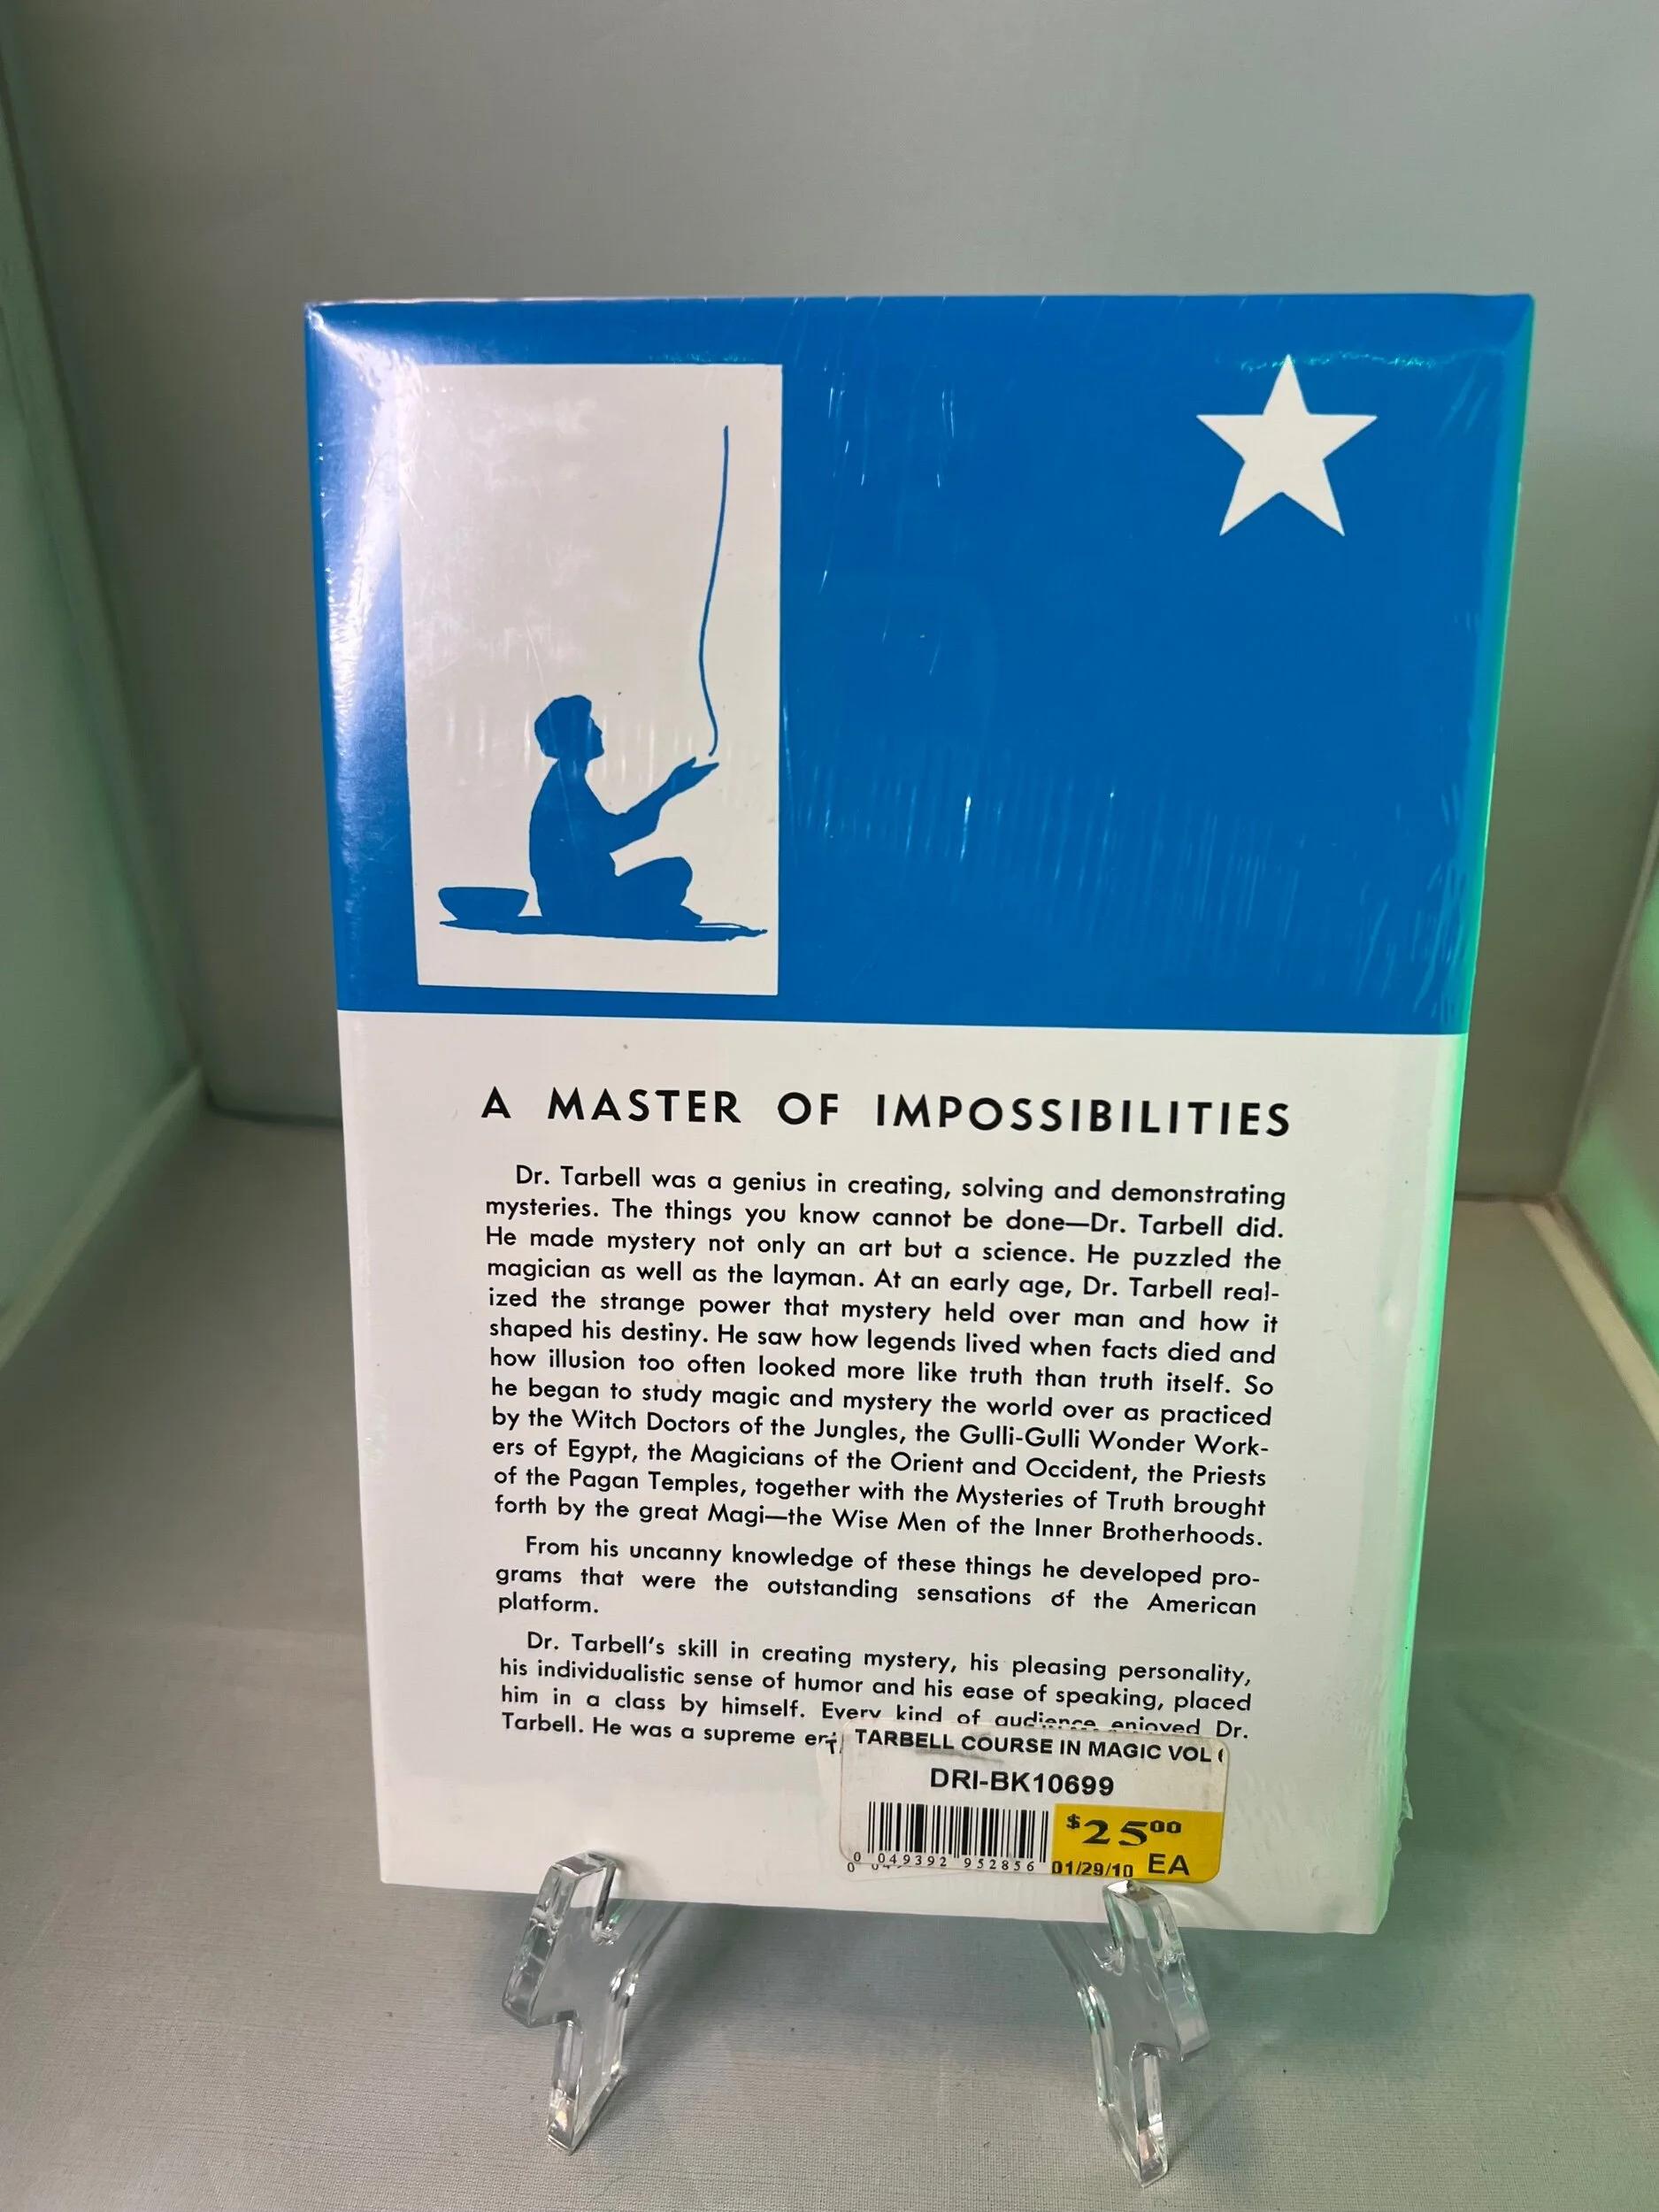 A MASTER OF IMPOSSIBILITIES
Dr. Tarbell was a genius in creating, solving and demonstrating
mysteries. The things you know cannot be done—Dr. Tarbell did.
He made mystery not only an art but a science. He puzzled the
magician as well as the layman. At an early age, Dr. Tarbell real-
ized the strange power that mystery held over man and how it
shaped his destiny. He saw how legends lived when facts died and
how illusion too often looked more like truth than truth itself. So
he began to study magic and mystery the world over as practiced
by the Witch Doctors of the Jungles, the Gulli-Gulli Wonder Work-
ers of Egypt, the Magicians of the Orient and Occident, the Priests
of the Pagan Temples, together with the Mysteries of Truth brought
forth by the great Magi—the Wise Men of the Inner Brotherhoods.
From his uncanny knowledge of these things he developed pro-
grams that were the outstanding sensations of the American
platform.
Dr. Tarbell's skill in creating mystery, his pleasing personality,
his individualistic sense of humor and his ease of speaking, placed
him in a class by himself. Every kind of audience enjoyed Dr.
Tarbell. He was a supreme
TARBELL COURSE IN MAGIC VOL
DRI-BK10699
$2500
0 049392 952856 01/29/10 EA